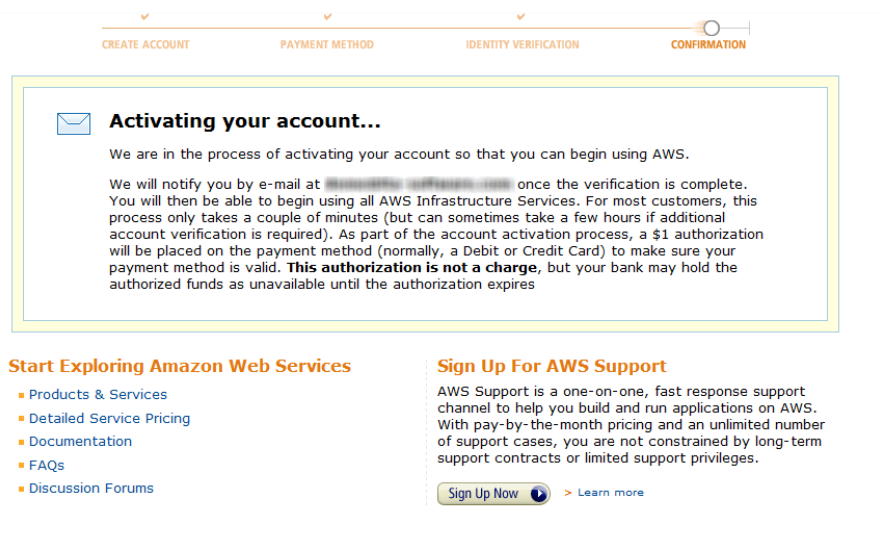 CREATE ACCOUNT PAYMENT METHOD IDENTITY VERIFICATION CONFIRMATION
Activating your account...
We are in the process of activating your account so that you can begin using AWS.
We will notify you by e-mail at once the verification is complete.
You will then be able to begin using all AWS Infrastructure Services. For most customers, this
process only takes a couple of minutes (but can sometimes take a few hours if additional
account verification is required). As part of the account activation process, a $1 authorization
will be placed on the payment method (normally, a Debit or Credit Card) to make sure your
payment method is valid. This authorization is not a charge, but your bank may hold the
authorized funds as unavailable until the authorization expires
Start Exploring Amazon Web Services
Products & Services
Detailed Service Pricing
Documentation
FAQs
Discussion Forums
Sign Up For AWS Support
AWS Support is a one-on-one, fast response support
channel to help you build and run applications on AWS.
With pay-by-the-month pricing and an unlimited number
of support cases, you are not constrained by long-term
support contracts or limited support privileges.
Sign Up Now > Learn more